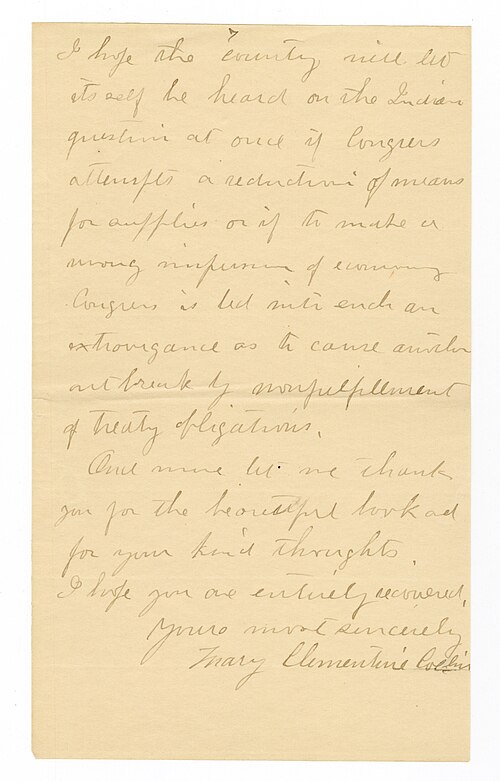 7
I hope the country will let
itself be heard on the Indian
question at once if Congress
attempts a reduction of means
for supplies or if to make a
wrong impression of economy
Congress is led into such an
extravagance as to cause another
outbreak by nonfulfillment
of treaty obligations.
Once more let me thank
you for the beautiful book and
for your kind thoughts.
I hope you are entirely recovered,
Yours most sincerely
Mary Clementine Collins